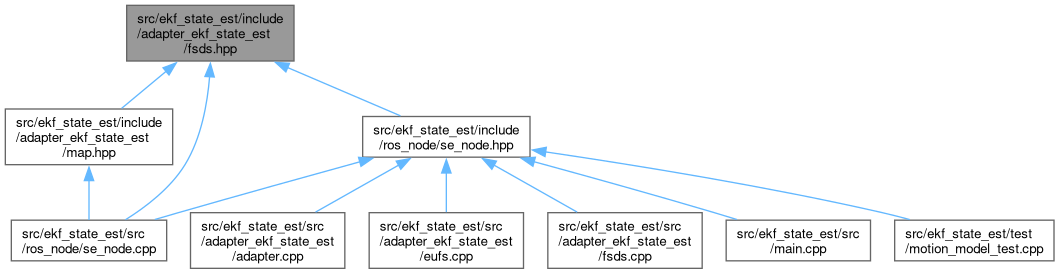 src/ekf_state_est/include
/adapter_ekf_state_est
/fsds.hpp
src/ekf_state_est/include
/adapter_ekf_state_est
/map.hpp
src/ekf_state_est/include
/ros_node/se_node.hpp
src/ekf_state_est/src
/ros_node/se_node.cpp
src/ekf_state_est/src
/adapter_ekf_state_est
/adapter.cpp
src/ekf_state_est/src
/adapter_ekf_state_est
/eufs.cpp
src/ekf_state_est/src
/adapter_ekf_state_est
/fsds.cpp
src/ekf_state_est/src
/main.cpp
src/ekf_state_est/test
/motion_model_test.cpp